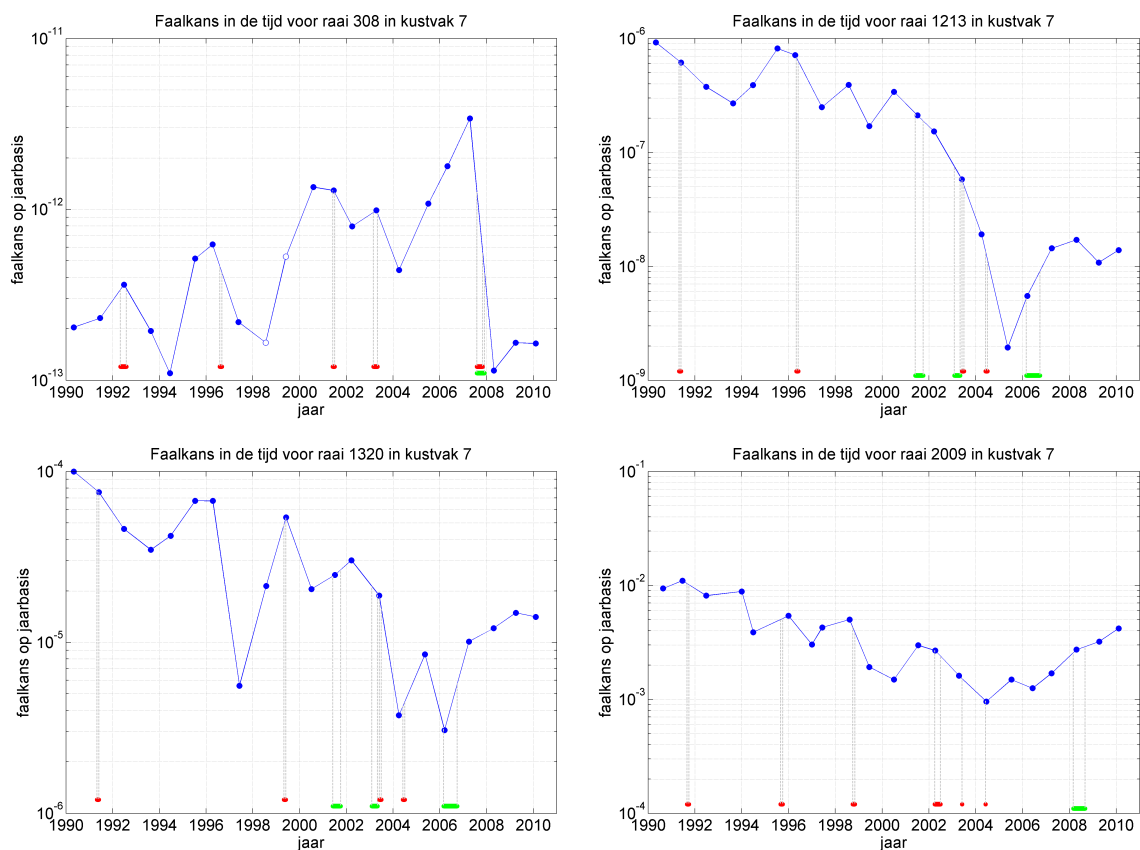 Faalkans in de tijd voor raai 308 in kustvak 7
faalkans op jaarbasis
10^-11
10^-12
10^-13
1990 1992 1994 1996 1998 2000 2002 2004 2006 2008 2010
jaar
Faalkans in de tijd voor raai 1213 in kustvak 7
faalkans op jaarbasis
10^-6
10^-7
10^-8
10^-9
1990 1992 1994 1996 1998 2000 2002 2004 2006 2008 2010
jaar
Faalkans in de tijd voor raai 1320 in kustvak 7
faalkans op jaarbasis
10^-4
10^-5
10^-6
1990 1992 1994 1996 1998 2000 2002 2004 2006 2008 2010
jaar
Faalkans in de tijd voor raai 2009 in kustvak 7
faalkans op jaarbasis
10^-1
10^-2
10^-3
10^-4
1990 1992 1994 1996 1998 2000 2002 2004 2006 2008 2010
jaar